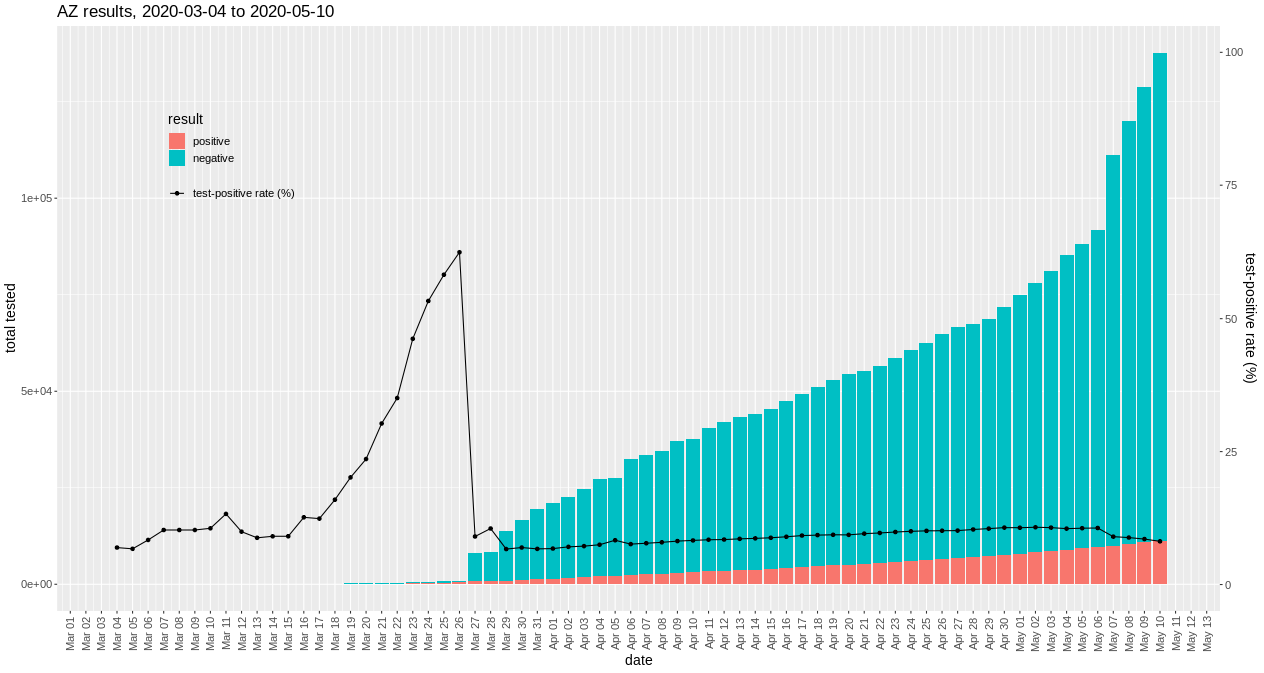 AZ results, 2020-03-04 to 2020-05-10
result
positive
negative
test-positive rate (%)
total tested
1e+05
5e+04
0e+00
100
75
50
25
0
test-positive rate (%)
Mar 01
Mar 02
Mar 03
Mar 04
Mar 05
Mar 06
Mar 07
Mar 08
Mar 09
Mar 10
Mar 11
Mar 12
Mar 13
Mar 14
Mar 15
Mar 16
Mar 17
Mar 18
Mar 19
Mar 20
Mar 21
Mar 22
Mar 23
Mar 24
Mar 25
Mar 26
Mar 27
Mar 28
Mar 29
Mar 30
Mar 31
Apr 01
Apr 02
Apr 03
Apr 04
Apr 05
Apr 06
Apr 07
Apr 08
Apr 09
Apr 10
Apr 11
Apr 12
Apr 13
Apr 14
Apr 15
Apr 16
Apr 17
Apr 18
Apr 19
Apr 20
Apr 21
Apr 22
Apr 23
Apr 24
Apr 25
Apr 26
Apr 27
Apr 28
Apr 29
Apr 30
May 01
May 02
May 03
May 04
May 05
May 06
May 07
May 08
May 09
May 10
May 11
May 12
May 13
date